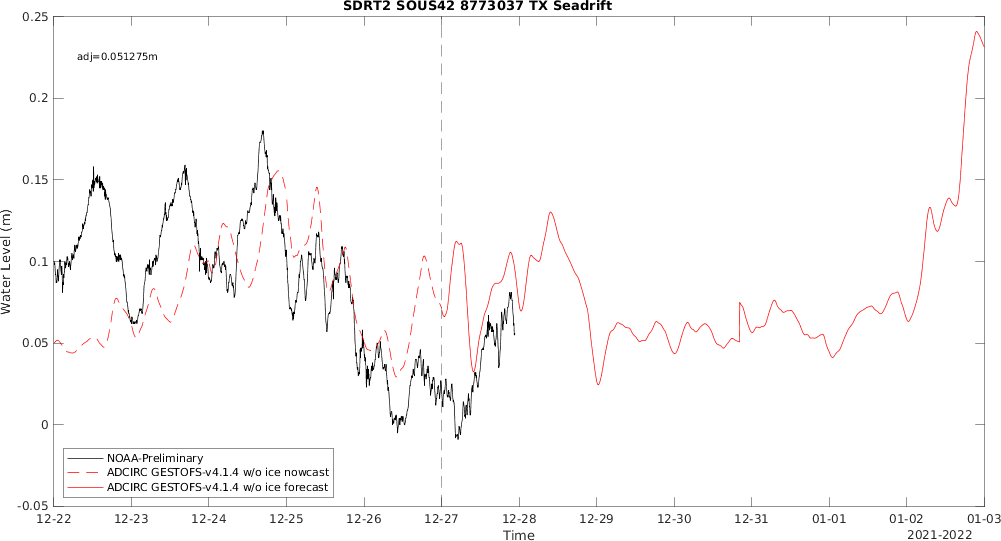 SDRT2 SOUS42 8773037 TX Seadrift
0.25
adj=0.051275m
0.2
0.15
0.1
0.05
0
-0.05
Water Level (m)
NOAA-Preliminary
ADCIRC GESTOFS-v4.1.4 w/o ice nowcast
ADCIRC GESTOFS-v4.1.4 w/o ice forecast
12-22 12-23 12-24 12-25 12-26 12-27 12-28 12-29 12-30 12-31 01-01 01-02 01-03
Time
2021-2022